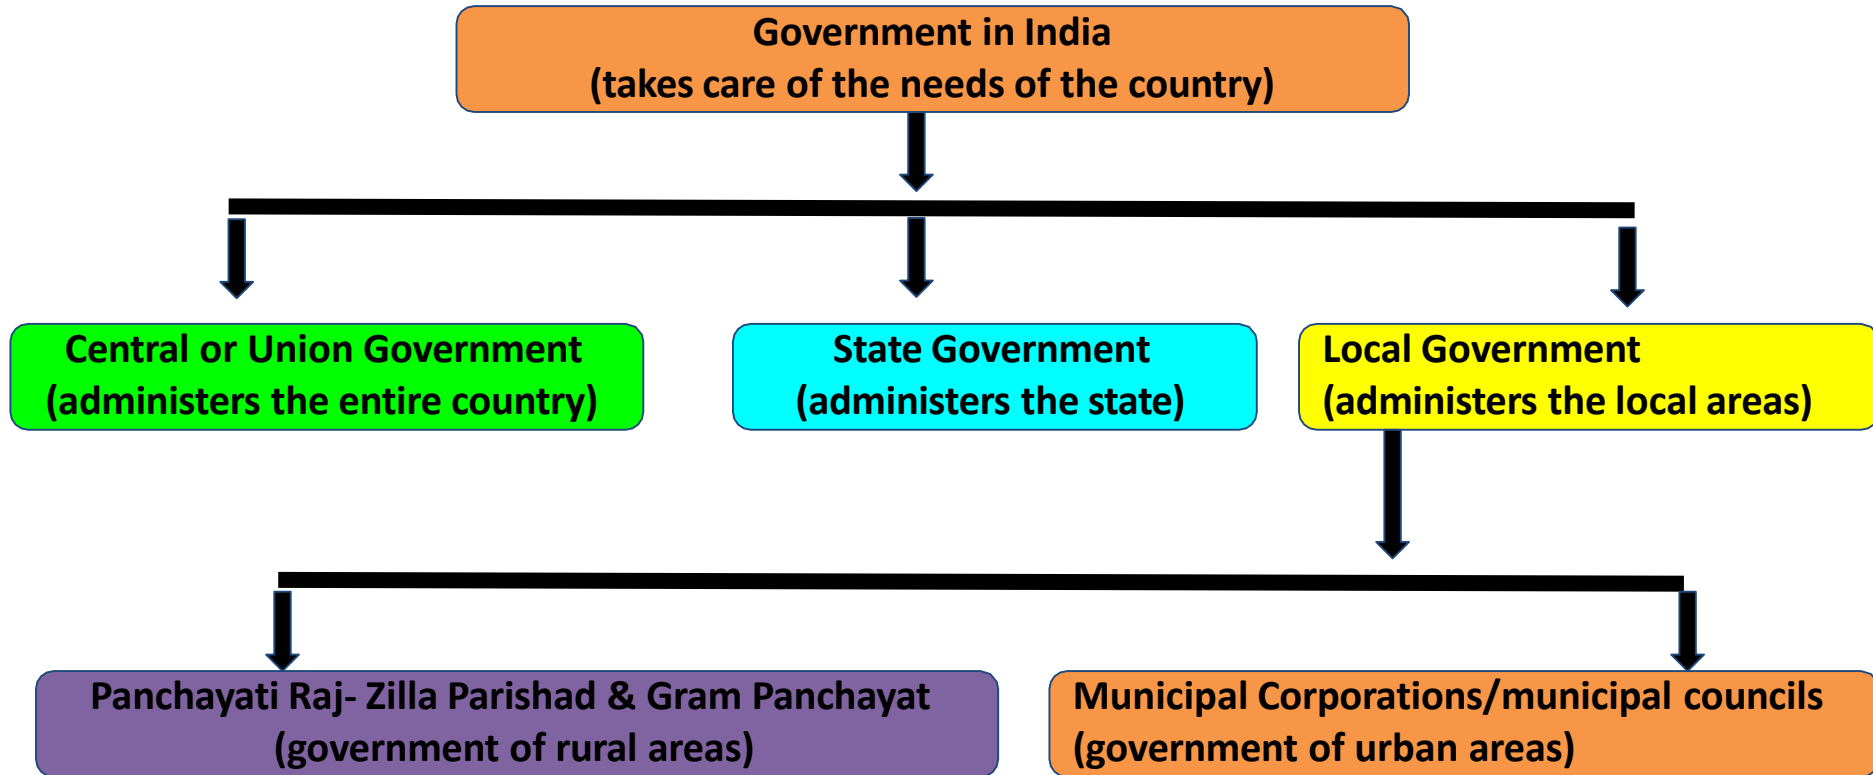 Government in India
(takes care of the needs of the country)
Central or Union Government
(administers the entire country)
State Government
(administers the state)
Local Government
(administers the local areas)
Panchayati Raj- Zilla Parishad & Gram Panchayat
(government of rural areas)
Municipal Corporations/municipal councils
(government of urban areas)